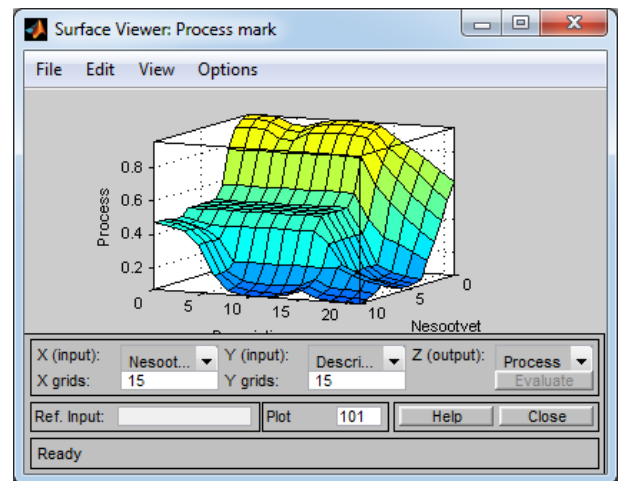 Surface Viewer: Process mark
File Edit View Options
0.8
0.6
0.4
0.2
Process
0 5 10 15 20
10 5 0
Nesootvet
X (input): Nesoot... Y (input): Descri... Z (output): Process
X grids: 15 Y grids: 15 Evaluate
Ref. Input: Plot 101 Help Close
Ready